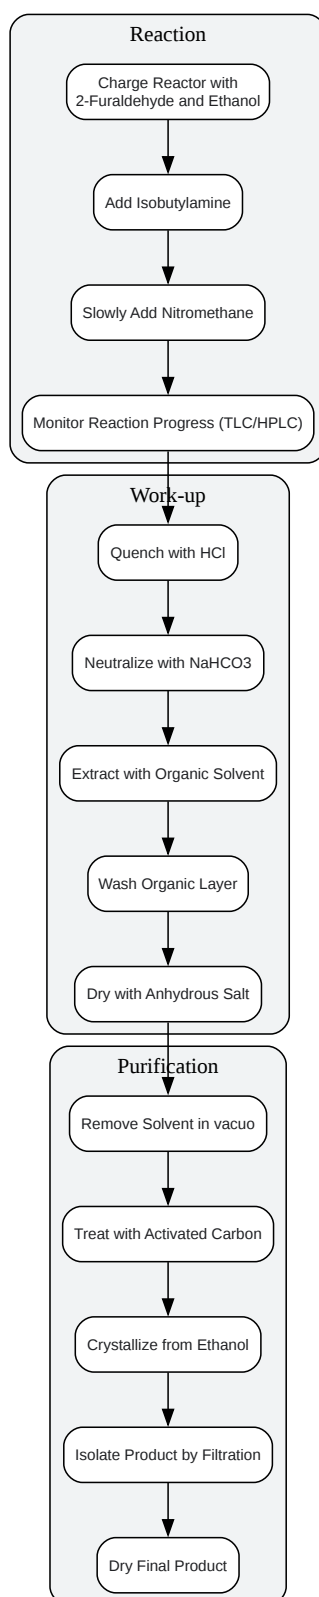 Reaction
Charge Reactor with
2-Furaldehyde and Ethanol
Add Isobutylamine
Slowly Add Nitromethane
Monitor Reaction Progress (TLC/HPLC)
Work-up
Quench with HCl
Neutralize with NaHCO3
Extract with Organic Solvent
Wash Organic Layer
Dry with Anhydrous Salt
Purification
Remove Solvent in vacuo
Treat with Activated Carbon
Crystallize from Ethanol
Isolate Product by Filtration
Dry Final Product